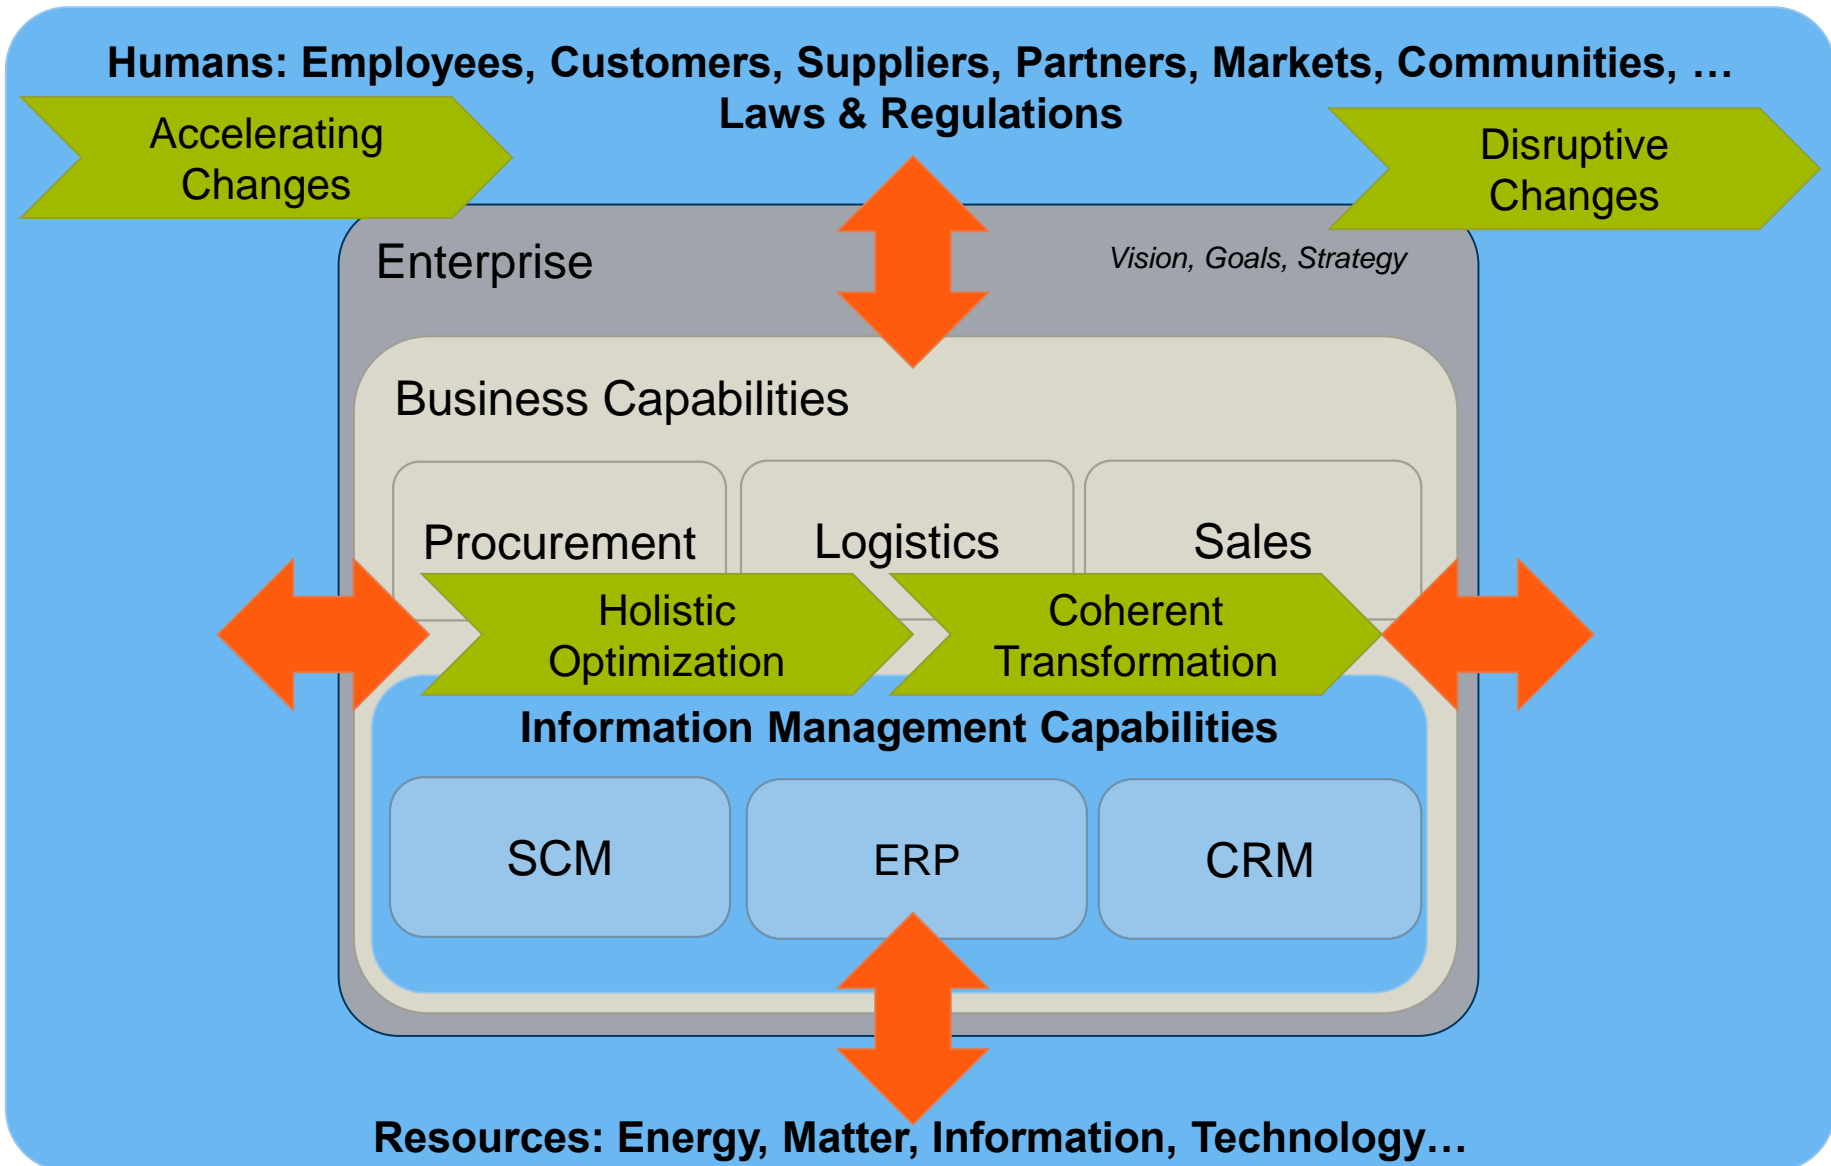 Humans: Employees, Customers, Suppliers, Partners, Markets, Communities, …
Laws & Regulations
Accelerating
Changes
Disruptive
Changes
Enterprise
Vision, Goals, Strategy
Business Capabilities
Procurement
Logistics
Sales
Holistic
Optimization
Coherent
Transformation
Information Management Capabilities
SCM
ERP
CRM
Resources: Energy, Matter, Information, Technology…